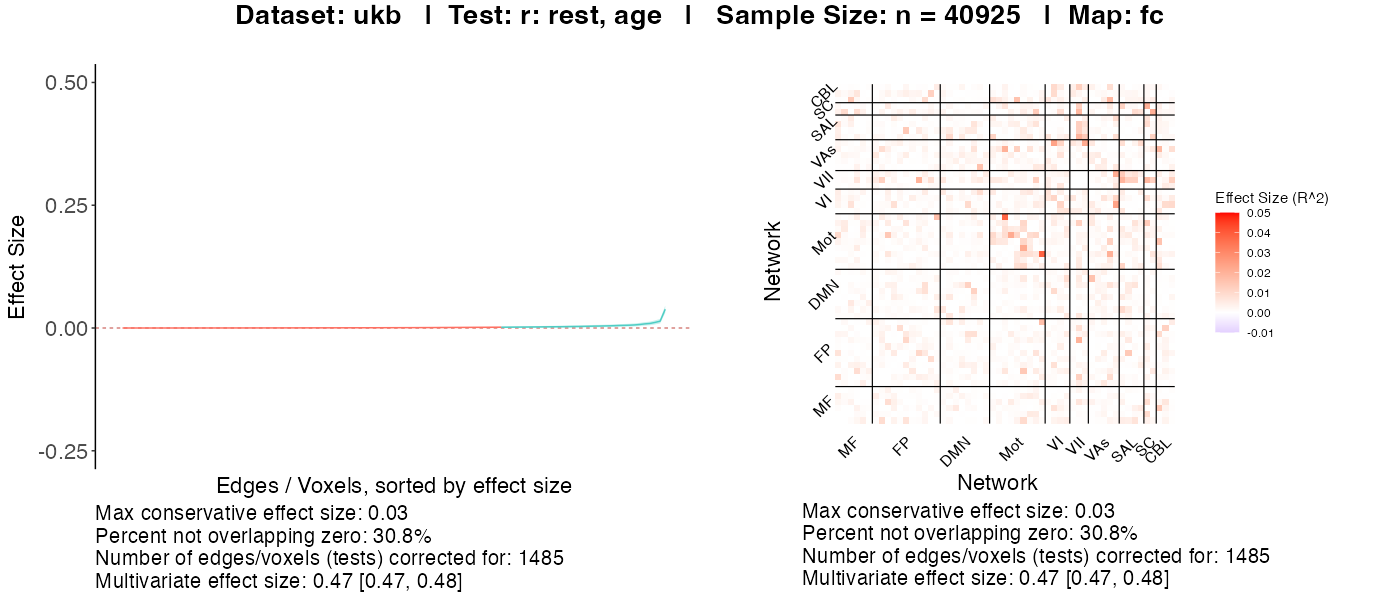 Dataset: ukb | Test: r: rest, age | Sample Size: n = 40925 | Map: fc
0.50
0.25
0.00
-0.25
Effect Size
Edges / Voxels, sorted by effect size
Max conservative effect size: 0.03
Percent not overlapping zero: 30.8%
Number of edges/voxels (tests) corrected for: 1485
Multivariate effect size: 0.47 [0.47, 0.48]
CBL
SC
SAL
VAs
VII
VI
Mot
DMN
FP
MF
Network
MF
FP
DMN
Mot
VI
VII
VAs
SAL
SC
CBL
Network
Effect Size (R^2)
0.05
0.04
0.03
0.02
0.01
0.00
-0.01
Max conservative effect size: 0.03
Percent not overlapping zero: 30.8%
Number of edges/voxels (tests) corrected for: 1485
Multivariate effect size: 0.47 [0.47, 0.48]